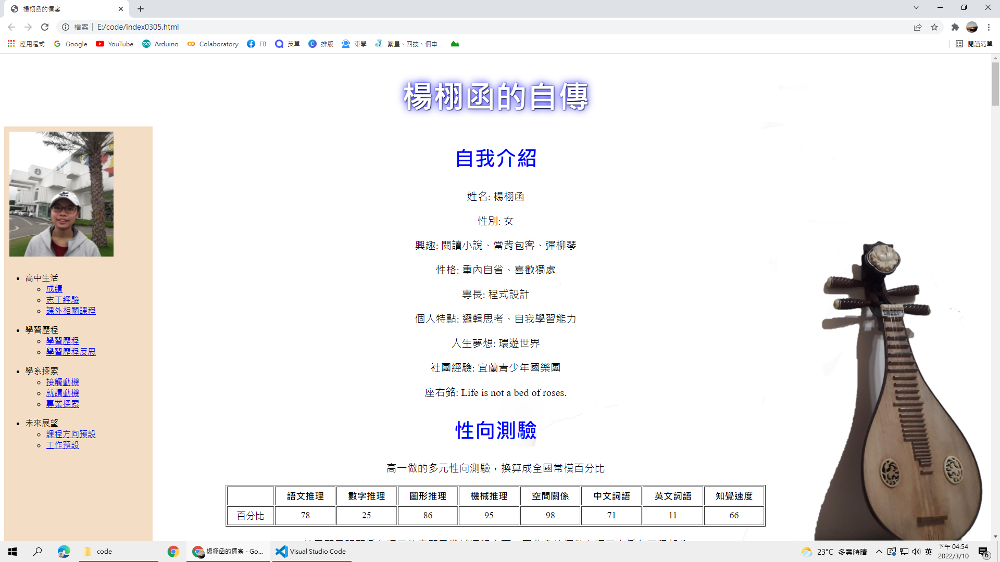 楊栩函的備審
檔案 E:/code/index0305.html
應用程式 Google YouTube Arduino Colaboratory FB 英單 排版 東學 繁星、四技、個申... 閱讀清單
楊栩函的自傳
自我介紹
姓名: 楊栩函
性別: 女
興趣: 閱讀小說、當背包客、彈柳琴
性格: 重內自省、喜歡獨處
專長: 程式設計
個人特點: 邏輯思考、自我學習能力
人生夢想: 環遊世界
社團經驗: 宜蘭青少年國樂團
座右銘: Life is not a bed of roses.
高中生活
成績
志工經驗
課外相關課程
學習歷程
學習歷程
學習歷程反思
學系探索
接觸動機
就讀動機
專業探索
未來展望
課程方向預設
工作預設
性向測驗
高一做的多元性向測驗，換算成全國常模百分比
語文推理 數字推理 圖形推理 機械推理 空間關係 中文詞語 英文詞語 知覺速度
百分比 78 25 86 95 98 71 11 66
code
楊栩函的備審 - Go...
Visual Studio Code
23°C 多雲時晴
英
下午 04:54
2022/3/10
6